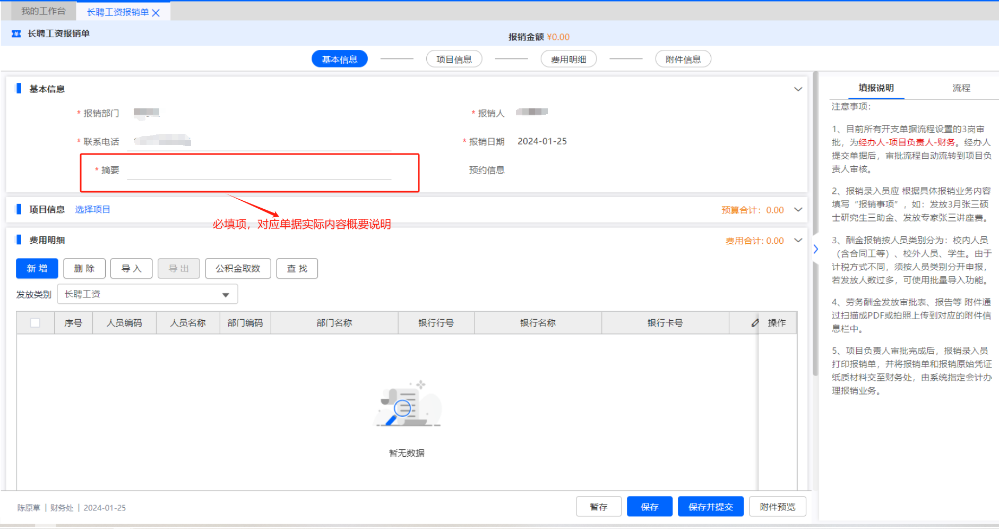 我的工作台
长聘工资报销单
长聘工资报销单
报销金额 ¥0.00
基本信息
项目信息
费用明细
附件信息
基本信息
* 报销部门
* 报销人
* 联系电话
* 报销日期 2024-01-25
* 摘要
预约信息
项目信息 选择项目
预算合计：0.00
必填项，对应单据实际内容概要说明
费用明细
费用合计: 0.00
新 增
删 除
导 入
导 出
公积金取数
查 找
发放类别 长聘工资
序号 人员编码 人员名称 部门编码 部门名称 银行行号 银行名称 银行卡号 操作
暂无数据
陈原草 | 财务处 | 2024-01-25
暂存
保存
保存并提交
附件预览
填报说明
流程
注意事项：
1、目前所有开支单据流程设置的3岗审
批，为经办人-项目负责人-财务。经办人
提交单据后，审批流程自动流转到项目负
责人审核。
2、报销录入员应 根据具体报销业务内容
填写“报销事项”，如：发放3月张三硕
士研究生三助金、发放专家张三讲座费。
3、酬金报销按人员类别分为：校内人员
（含合同工等）、校外人员、学生。由于
计税方式不同，须按人员类别分开申报，
若发放人数过多，可使用批量导入功能。
4、劳务酬金发放审批表、报告等 附件通
过扫描成PDF或拍照上传到对应的附件信
息栏中。
5、项目负责人审批完成后，报销录入员
打印报销单，并将报销单和报销原始凭证
纸质材料交至财务处，由系统指定会计办
理报销业务。